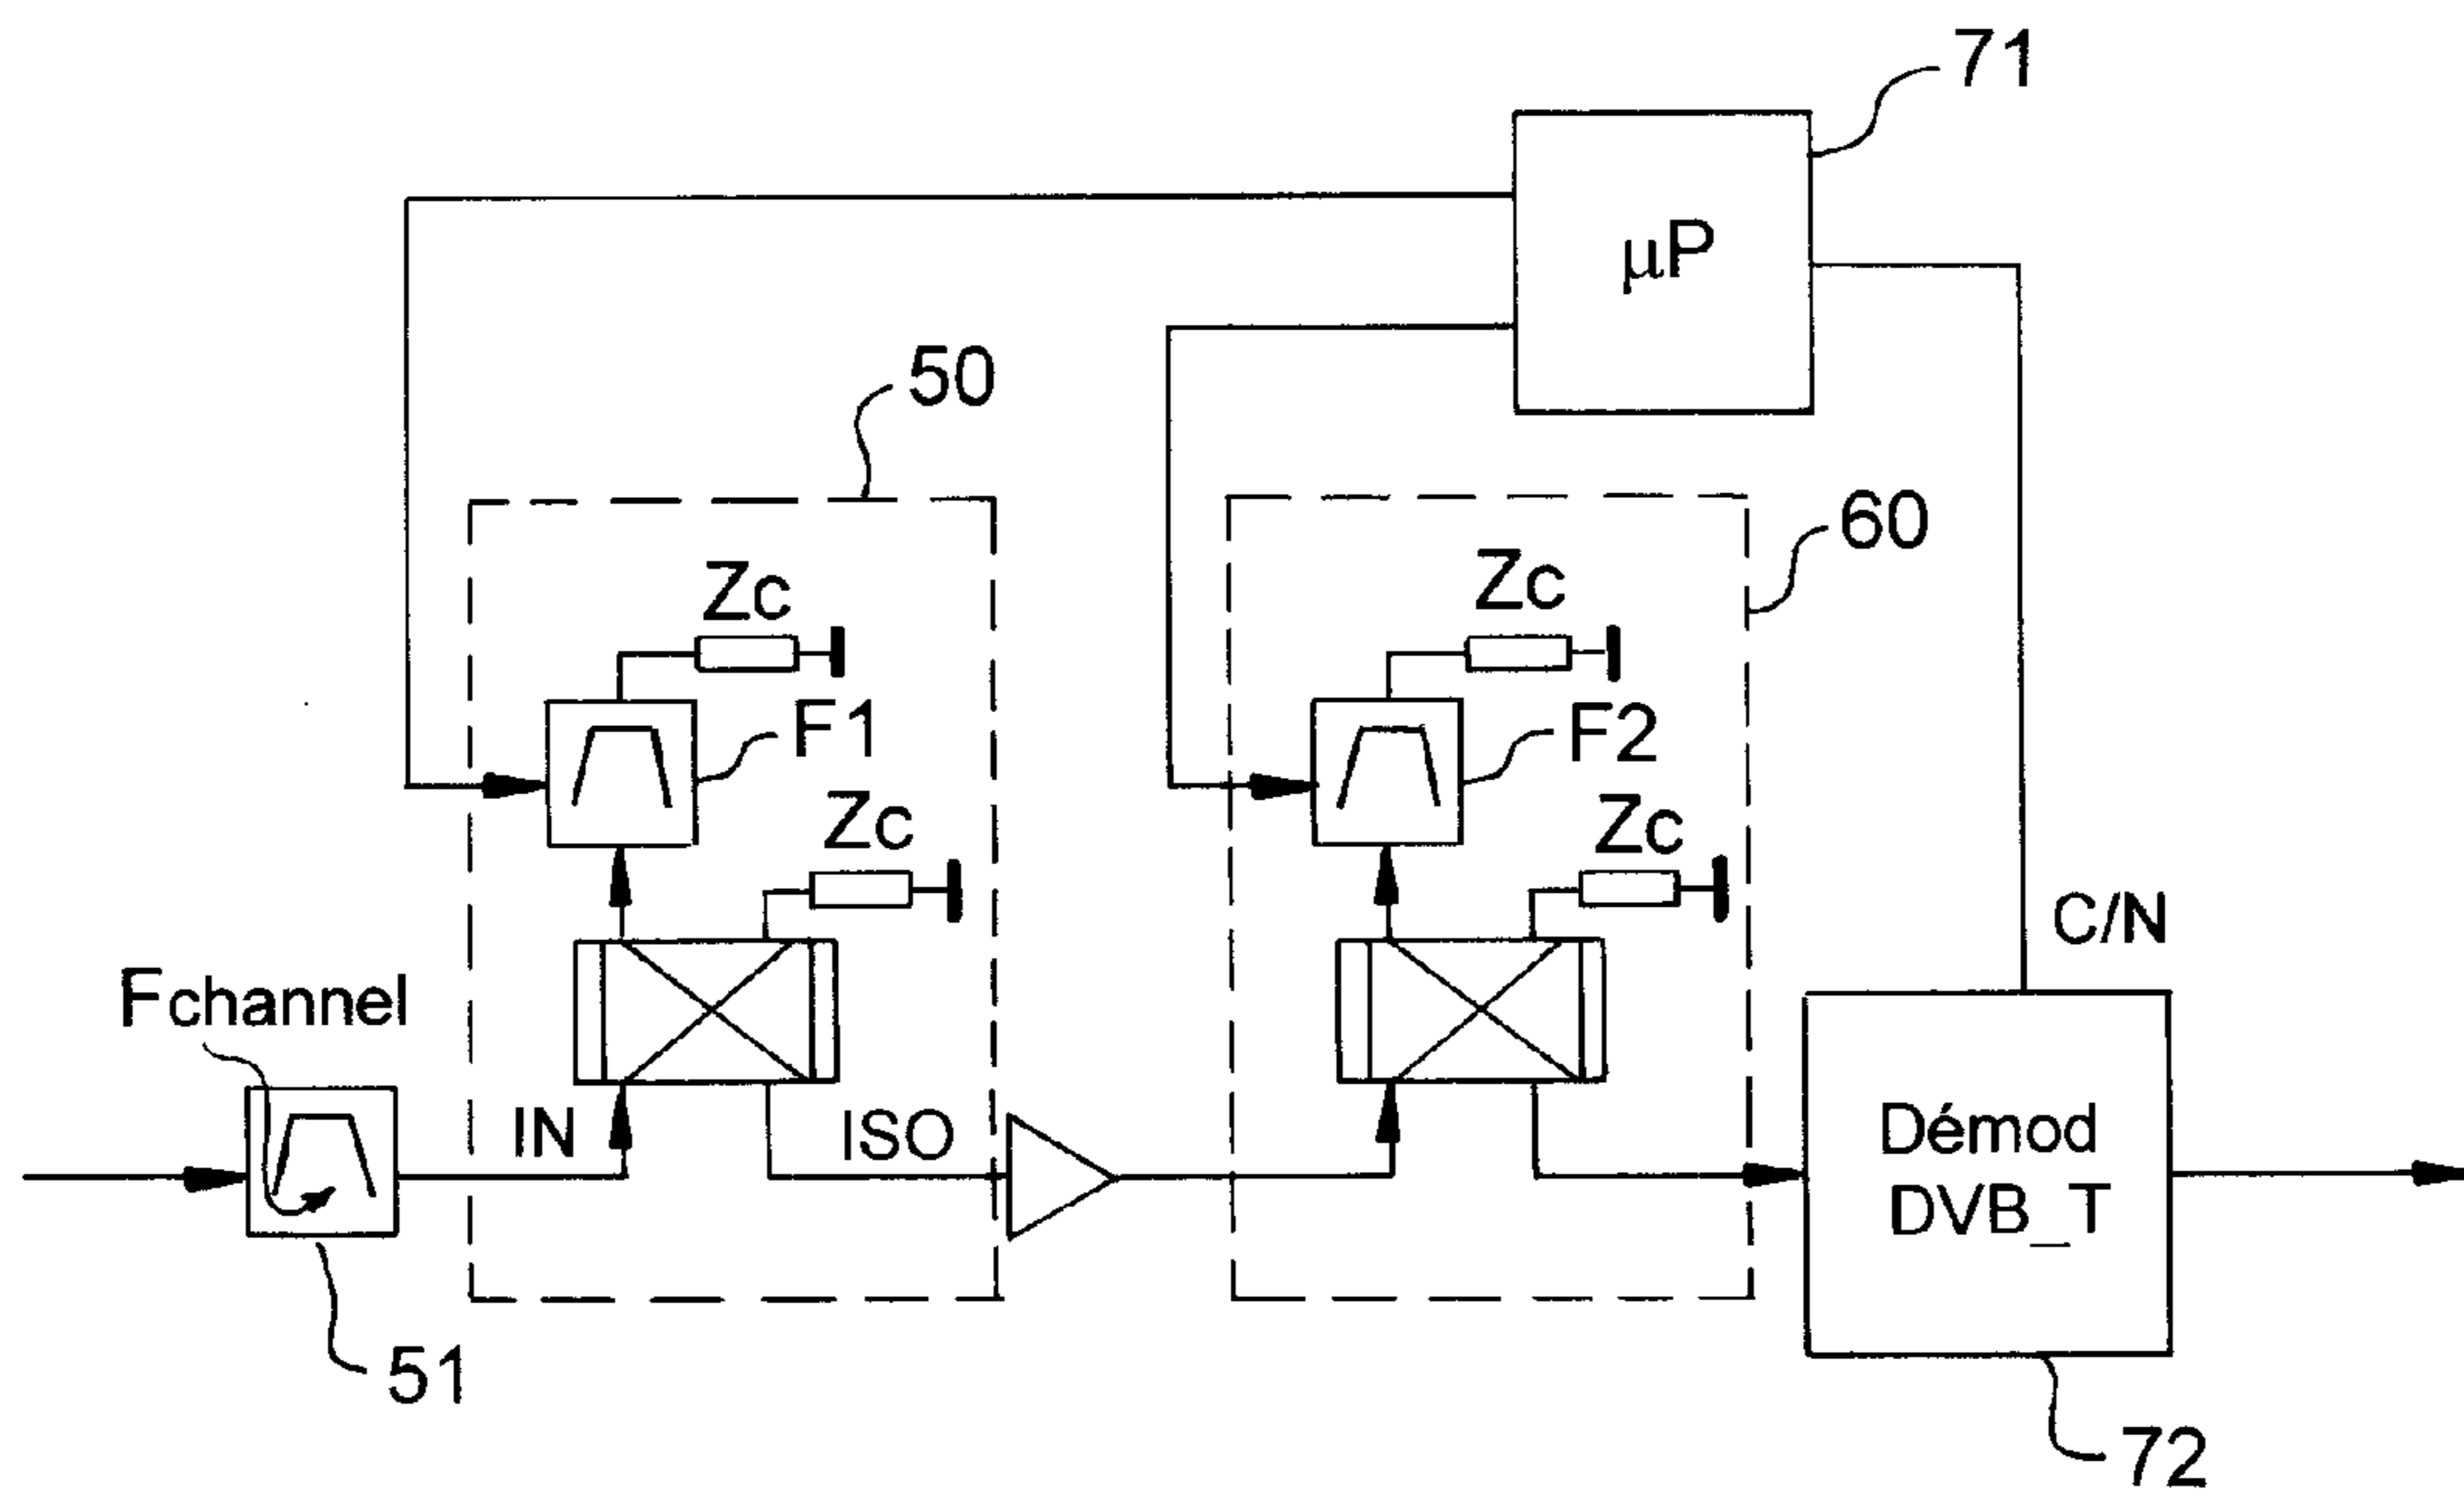 71
µP
50
60
Zc
Zc
F1
F2
Zc
Zc
C/N
Fchannel
IN
ISO
Démod
DVB_T
51
72